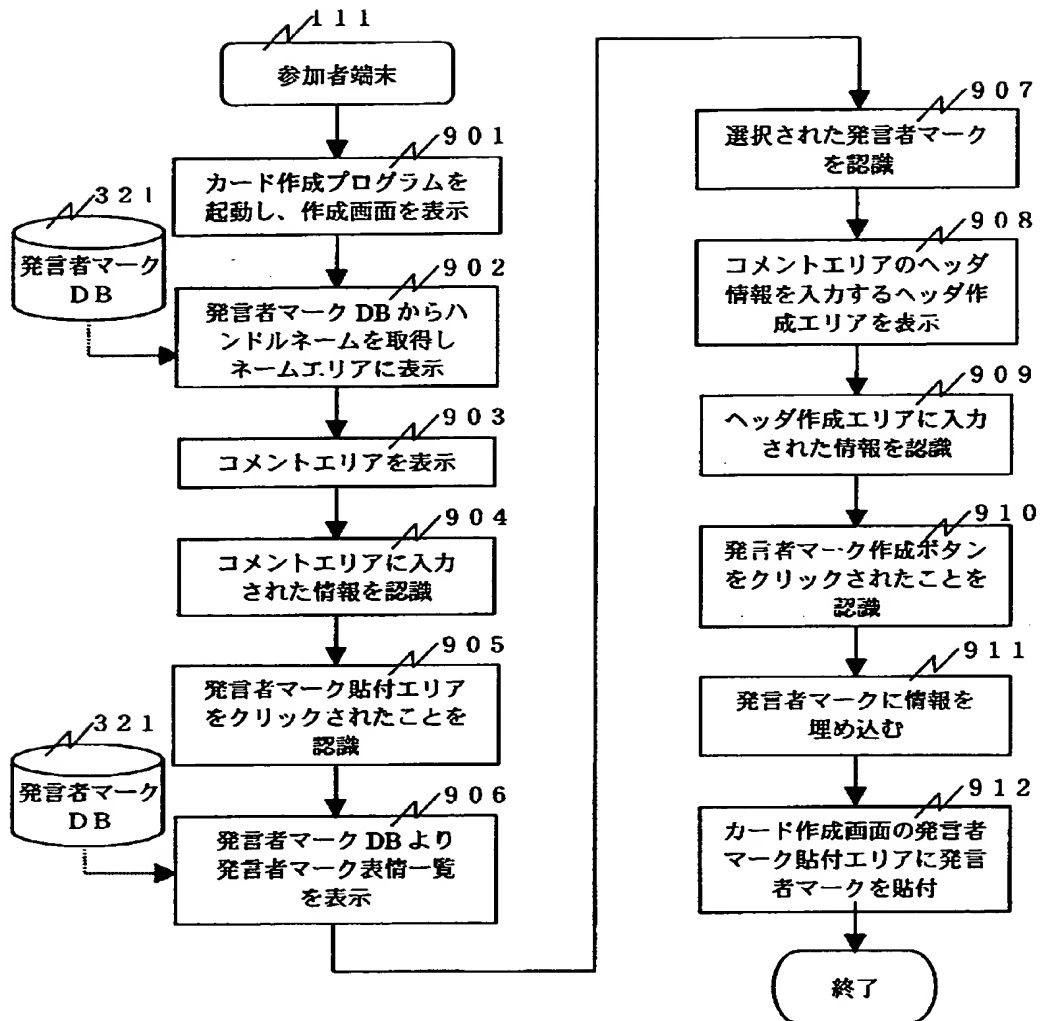 111
参加者端末
901
カード作成プログラムを
起動し、作成画面を表示
321
発言者マーク
DB
902
発言者マーク DB からハ
ンドルネームを取得し
ネームエリアに表示
903
コメントエリアを表示
904
コメントエリアに入力
された情報を認識
905
発言者マーク貼付エリア
をクリックされたことを
認識
321
発言者マーク
DB
906
発言者マーク DB より
発言者マーク表情一覧
を表示
907
選択された発言者マーク
を認識
908
コメントエリアのヘッダ
情報を入力するヘッダ作
成エリアを表示
909
ヘッダ作成エリアに入力
された情報を認識
910
発言者マーク作成ボタン
をクリックされたことを
認識
911
発言者マークに情報を
埋め込む
912
カード作成画面の発言者
マーク貼付エリアに発言
者マークを貼付
終了